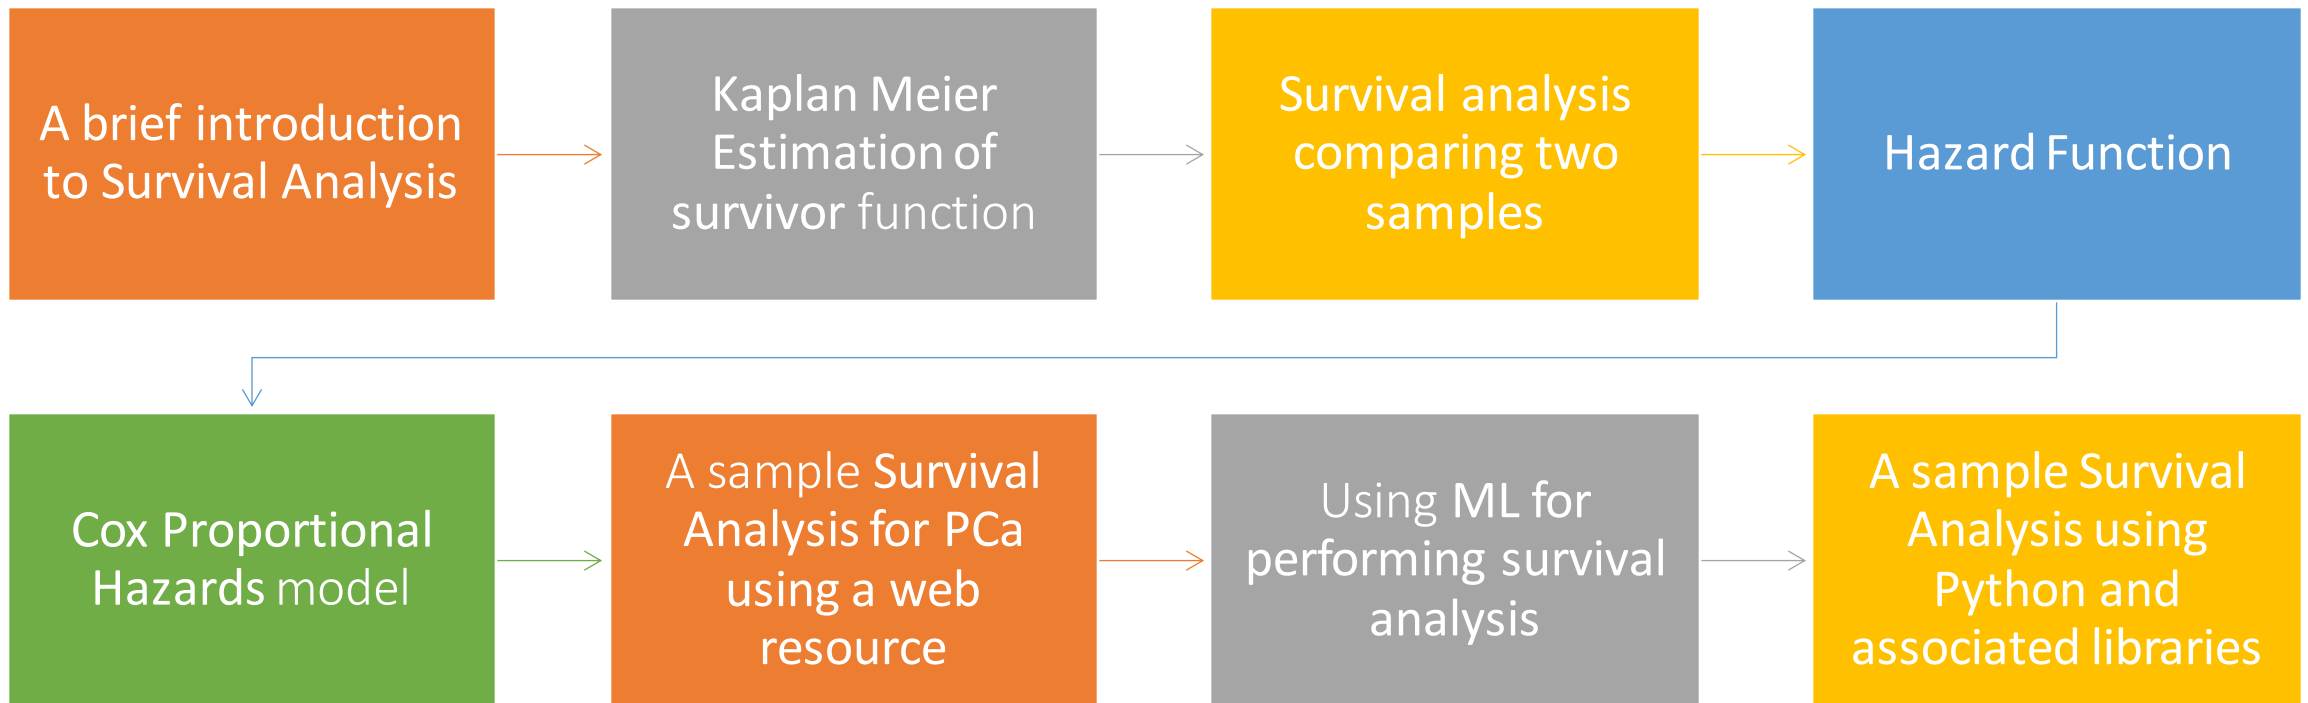 A brief introduction
to Survival Analysis
Kaplan Meier
Estimation of
survivor function
Survival analysis
comparing two
samples
Hazard Function
Cox Proportional
Hazards model
A sample Survival
Analysis for PCa
using a web
resource
Using ML for
performing survival
analysis
A sample Survival
Analysis using
Python and
associated libraries